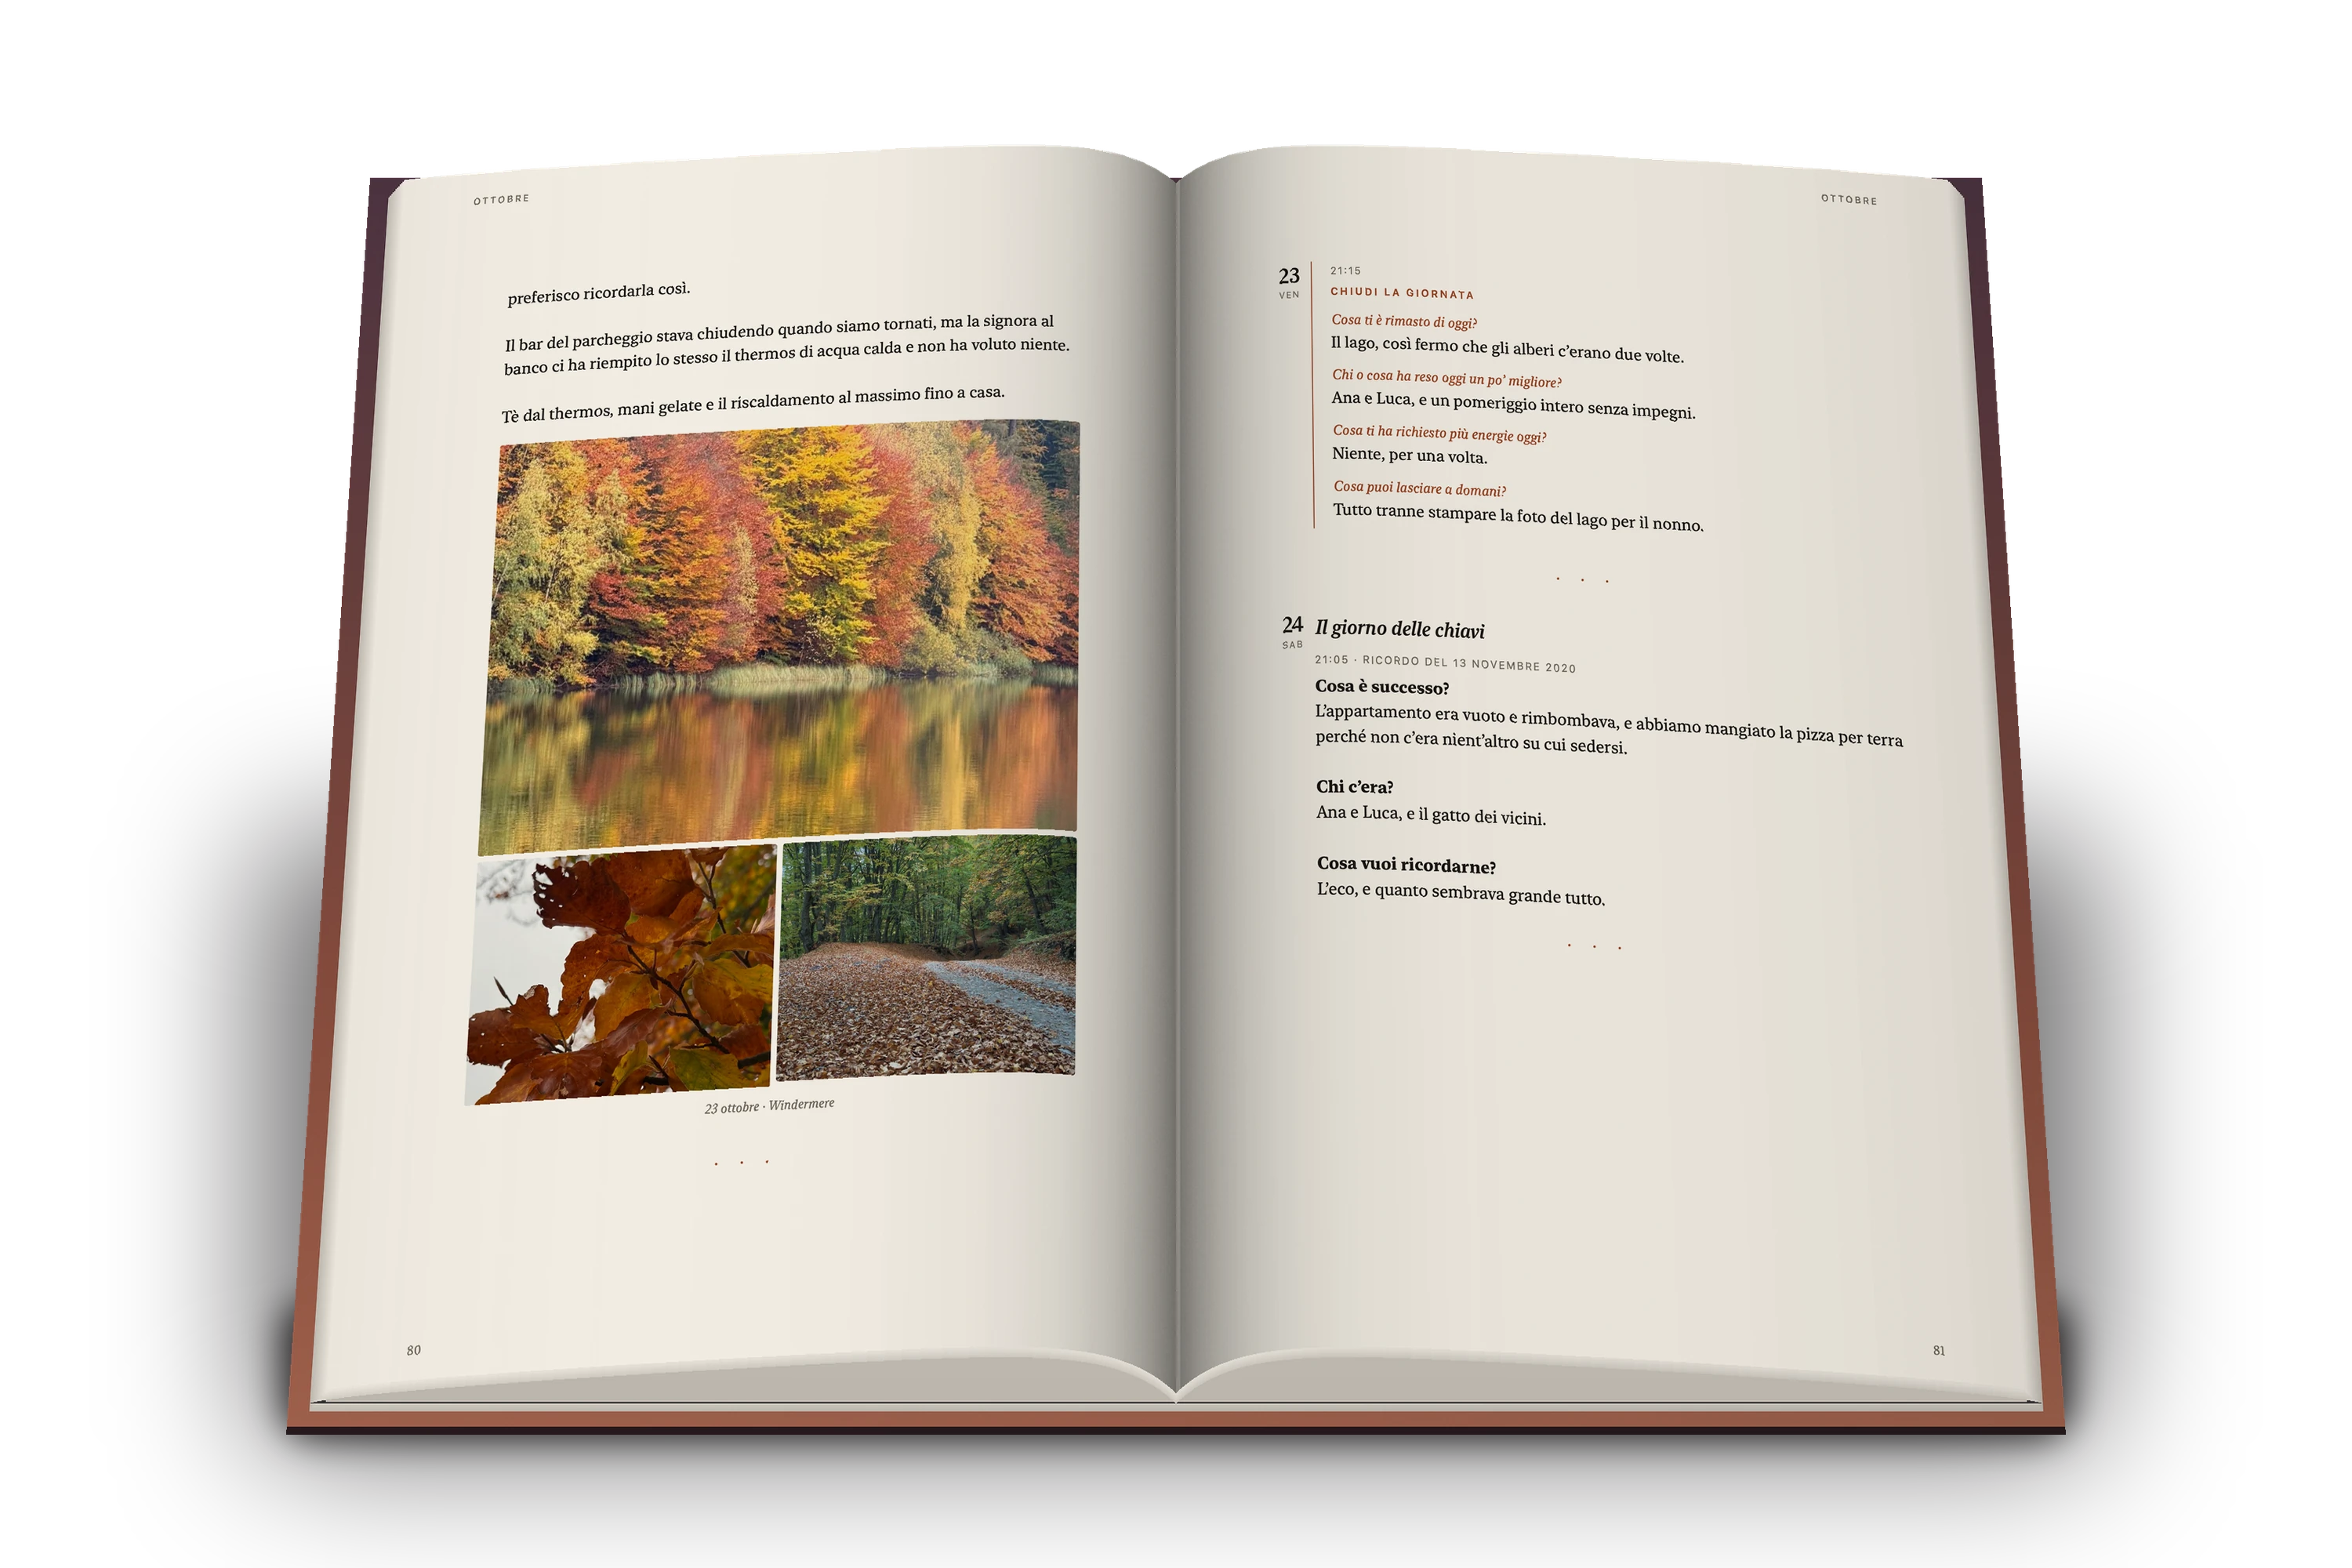 OTTOBRE
preferisco ricordarla così.
Il bar del parcheggio stava chiudendo quando siamo tornati, ma la signora al
banco ci ha riempito lo stesso il thermos di acqua calda e non ha voluto niente.
Tè dal thermos, mani gelate e il riscaldamento al massimo fino a casa.
23 ottobre · Windermere
. . .
80
OTTOBRE
23
VEN
21:15
CHIUDI LA GIORNATA
Cosa ti è rimasto di oggi?
Il lago, così fermo che gli alberi c’erano due volte.
Chi o cosa ha reso oggi un po’ migliore?
Ana e Luca, e un pomeriggio intero senza impegni.
Cosa ti ha richiesto più energie oggi?
Niente, per una volta.
Cosa puoi lasciare a domani?
Tutto tranne stampare la foto del lago per il nonno.
. . .
24
SAB
Il giorno delle chiavi
21:05 · RICORDO DEL 13 NOVEMBRE 2020
Cosa è successo?
L’appartamento era vuoto e rimbombava, e abbiamo mangiato la pizza per terra
perché non c’era nient’altro su cui sedersi.
Chi c’era?
Ana e Luca, e il gatto dei vicini.
Cosa vuoi ricordarne?
L’eco, e quanto sembrava grande tutto.
. . .
81